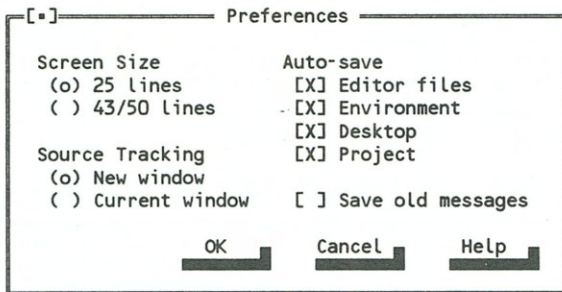 [▪] Preferences
Screen Size
(o) 25 lines
( ) 43/50 lines
Source Tracking
(o) New window
( ) Current window
Auto-save
[X] Editor files
[X] Environment
[X] Desktop
[X] Project
[ ] Save old messages
OK Cancel Help